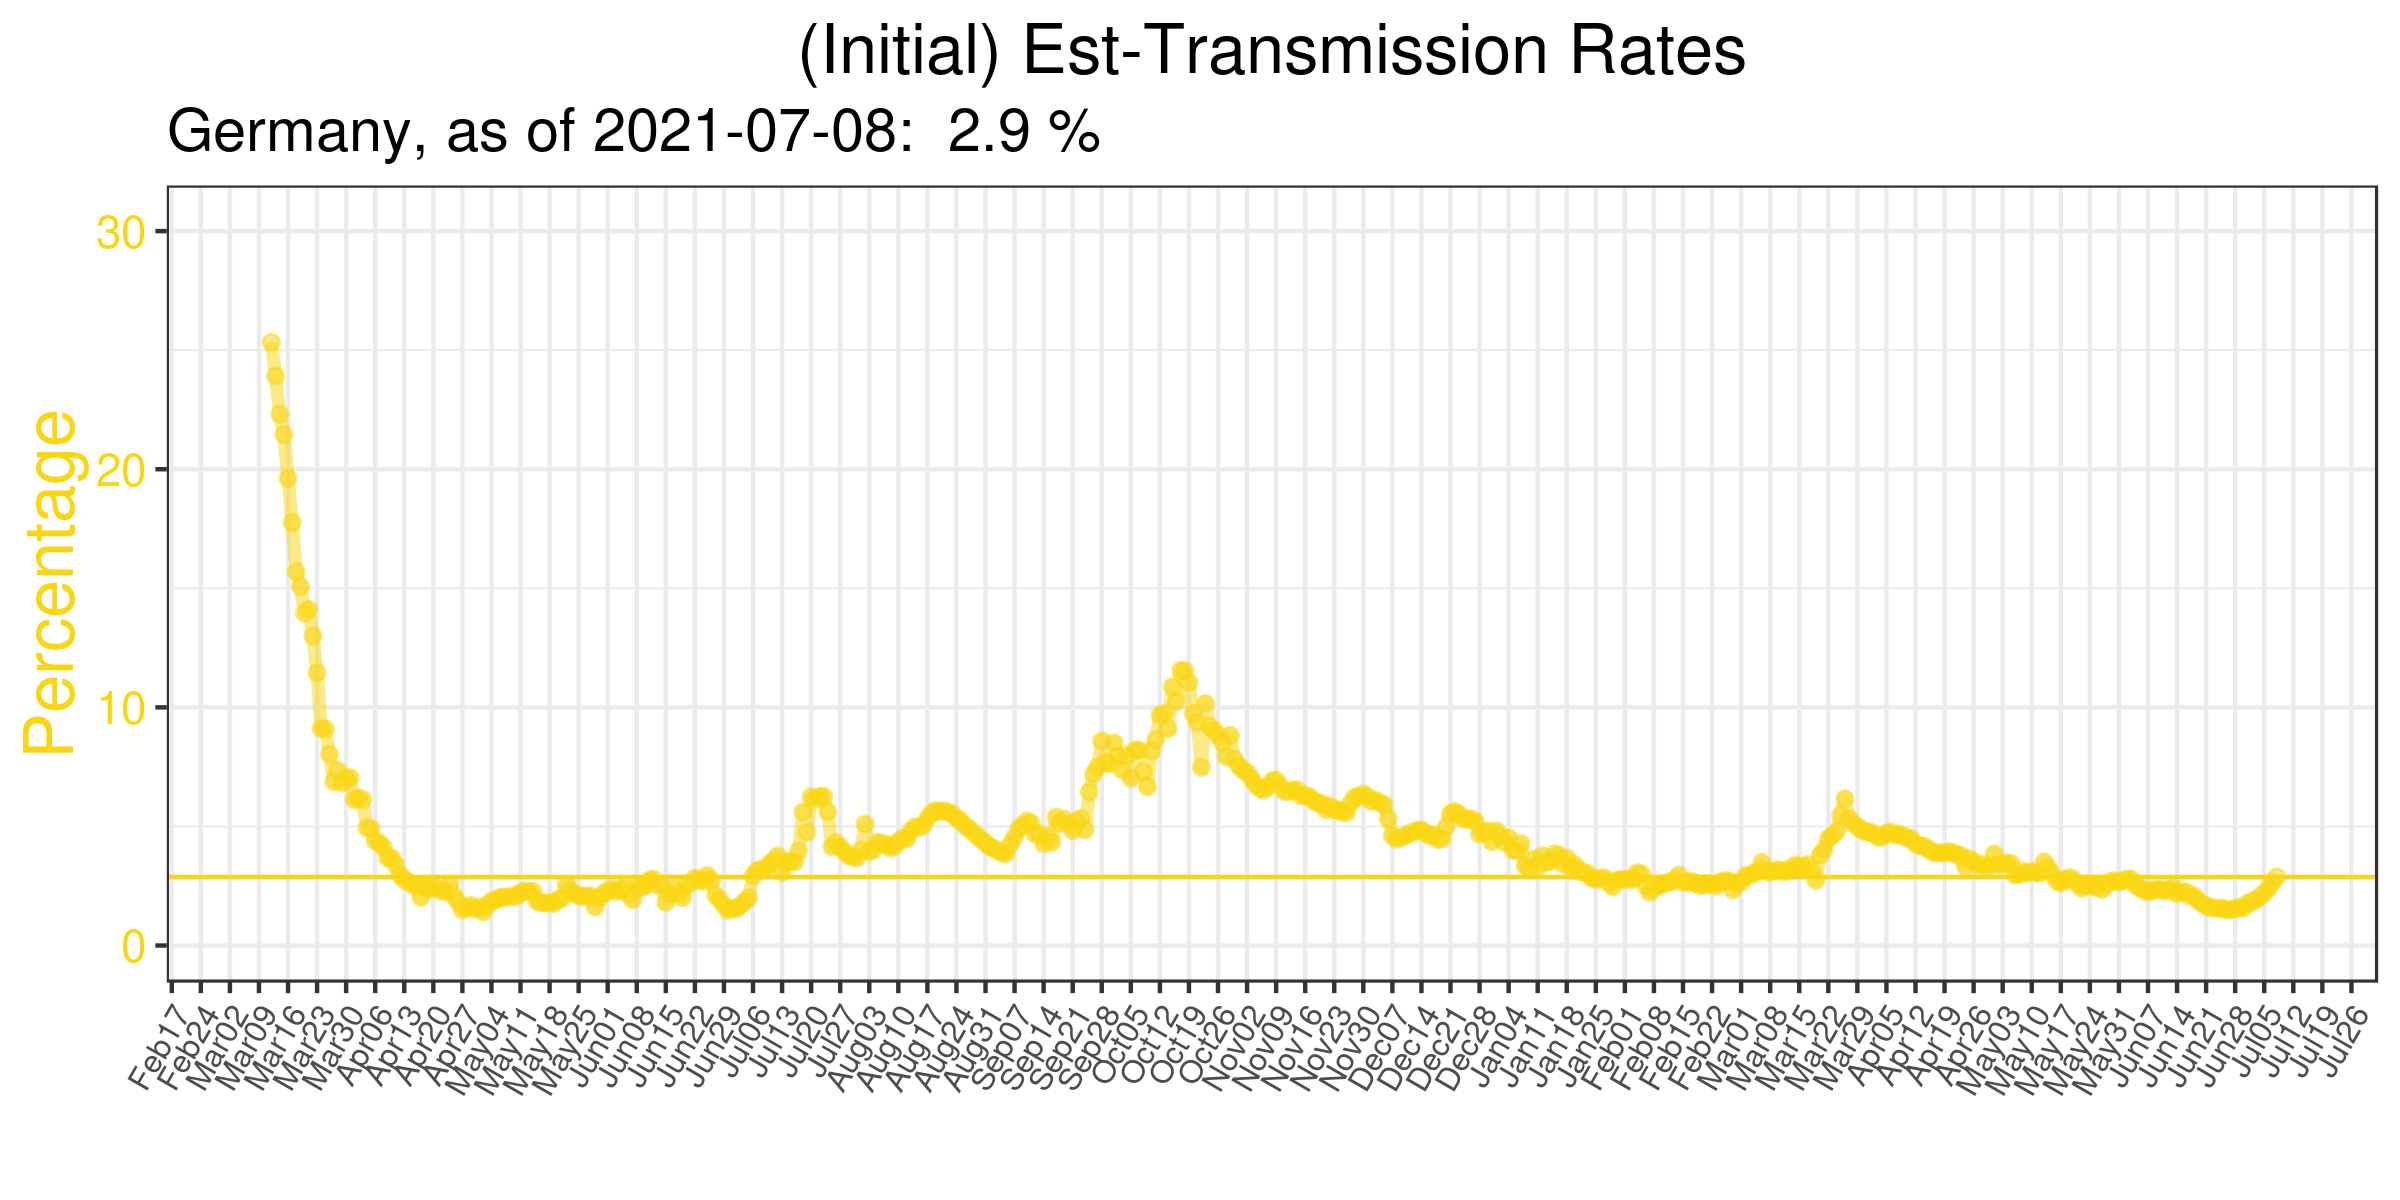 (Initial) Est-Transmission Rates
Germany, as of 2021-07-08:  2.9 %
Percentage
30
20
10
0
Feb17
Feb24
Mar02
Mar09
Mar16
Mar23
Mar30
Apr06
Apr13
Apr20
Apr27
May04
May11
May18
May25
Jun01
Jun08
Jun15
Jun22
Jun29
Jul06
Jul13
Jul20
Jul27
Aug03
Aug10
Aug17
Aug24
Aug31
Sep07
Sep14
Sep21
Sep28
Oct05
Oct12
Oct19
Oct26
Nov02
Nov09
Nov16
Nov23
Nov30
Dec07
Dec14
Dec21
Dec28
Jan04
Jan11
Jan18
Jan25
Feb01
Feb08
Feb15
Feb22
Mar01
Mar08
Mar15
Mar22
Mar29
Apr05
Apr12
Apr19
Apr26
May03
May10
May17
May24
May31
Jun07
Jun14
Jun21
Jun28
Jul05
Jul12
Jul19
Jul26